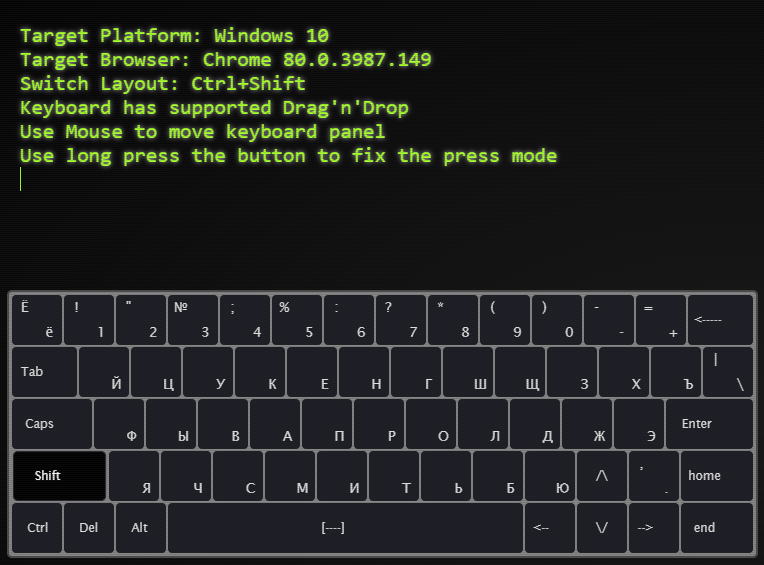 Target Platform: Windows 10
Target Browser: Chrome 80.0.3987.149
Switch Layout: Ctrl+Shift
Keyboard has supported Drag'n'Drop
Use Mouse to move keyboard panel
Use long press the button to fix the press mode
Ё ! " № ; % : ? * ( ) - = <-----
ё 1 2 3 4 5 6 7 8 9 0 - +
Tab Й Ц У К Е Н Г Ш Щ З Х Ъ | \
Caps Ф Ы В А П Р О Л Д Ж Э Enter
Shift Я Ч С М И Т Ь Б Ю /\ , . home
Ctrl Del Alt [----] <-- \/ --> end